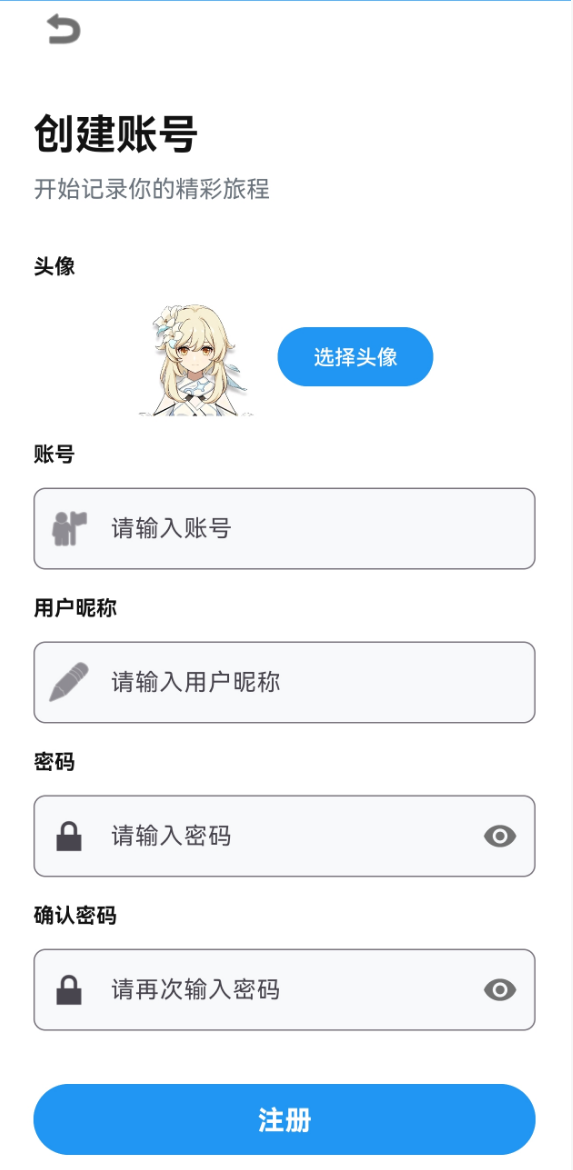 创建账号
开始记录你的精彩旅程
头像
选择头像
账号
请输入账号
用户昵称
请输入用户昵称
密码
请输入密码
确认密码
请再次输入密码
注册